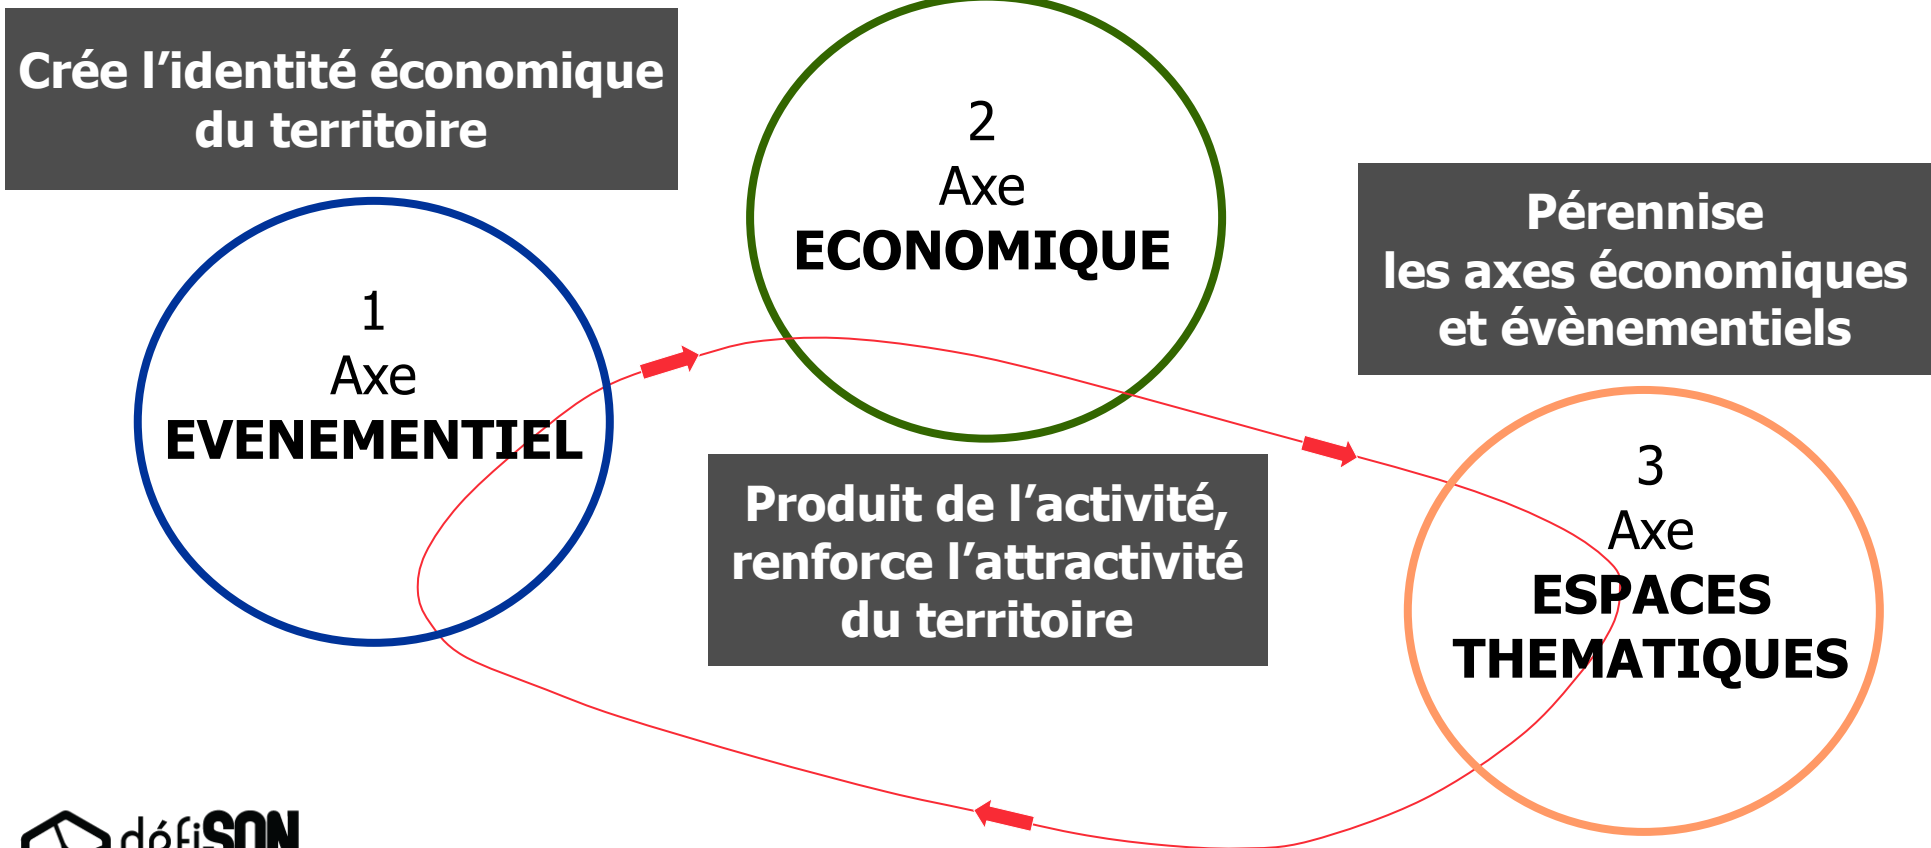 Crée l’identité économique
du territoire
1
Axe
EVENEMENTIEL
2
Axe
ECONOMIQUE
Produit de l’activité,
renforce l’attractivité
du territoire
Pérennise
les axes économiques
et évènementiels
3
Axe
ESPACES
THEMATIQUES
défiSON